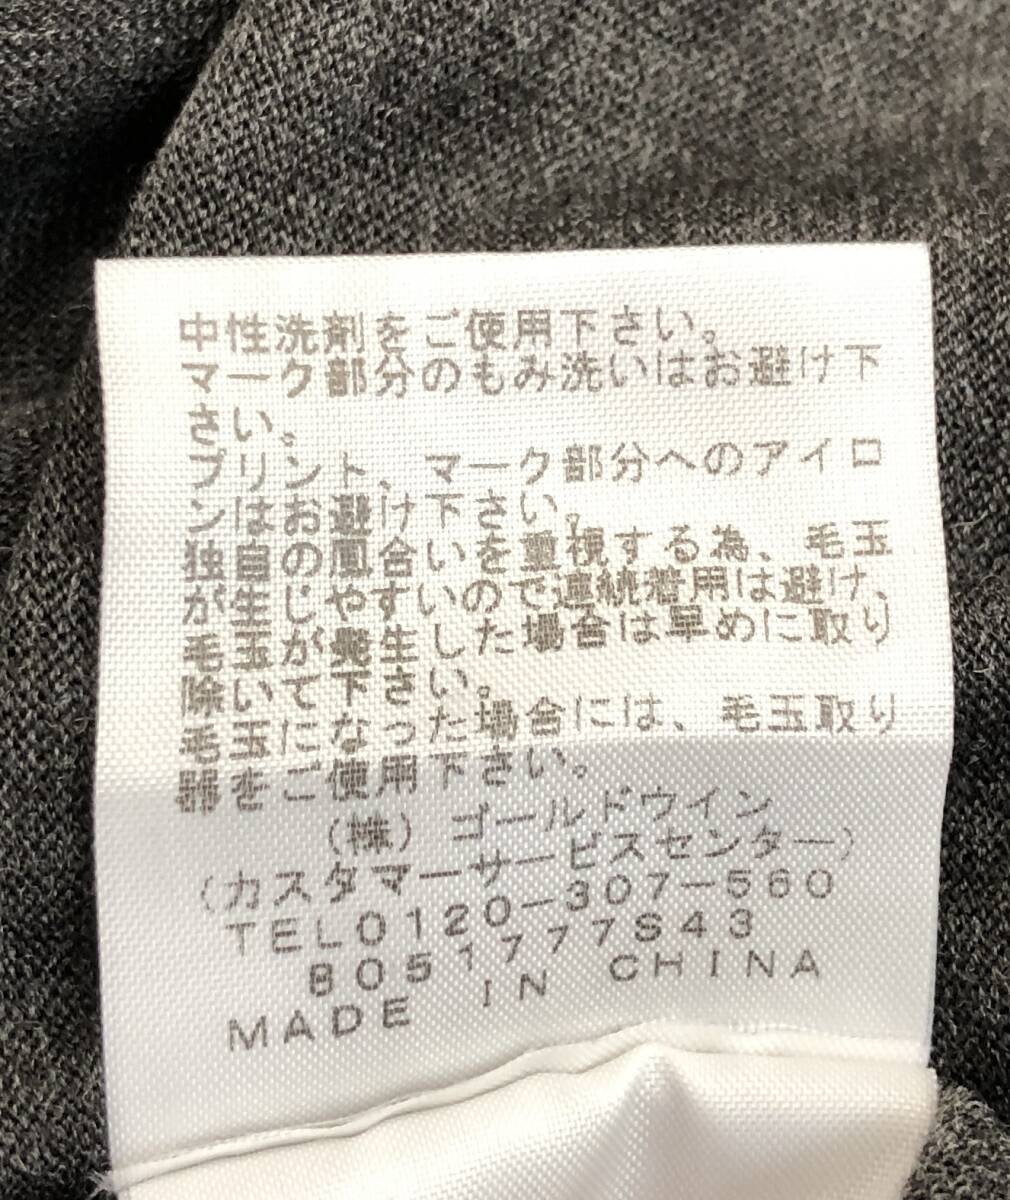 中性洗剤をご使用下さい。
マーク部分のもみ洗いはお避け下
さい。
プリント、マーク部分へのアイロ
ンはお避け下さい。
独自の風合いを重視する為、毛玉
が生じやすいので連続着用は避け、
毛玉が発生した場合は早めに取り
除いて下さい。
毛玉になった場合には、毛玉取り
器をご使用下さい。
(株) ゴールドウイン
(カスタマーサービスセンター)
TEL0120-307-560
B051777S43
MADE IN CHINA